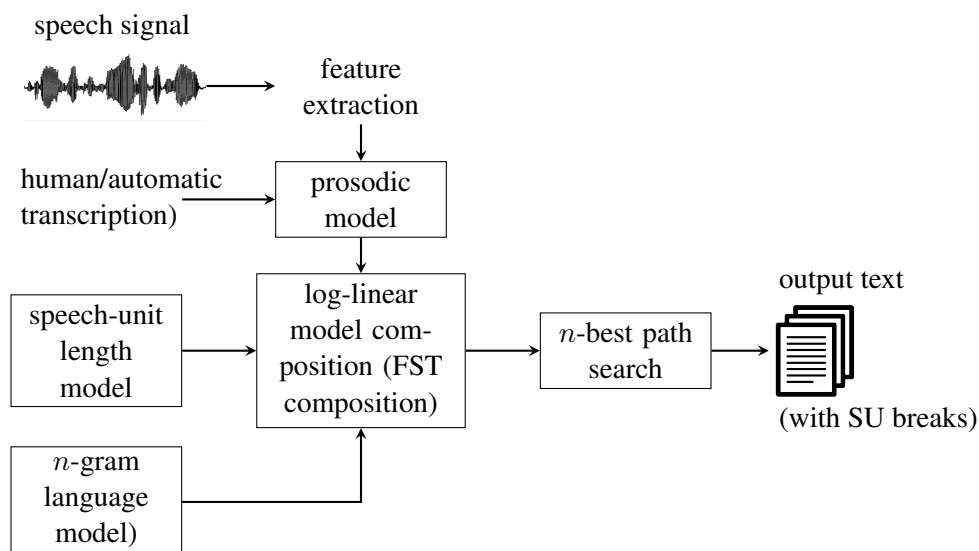 speech signal
feature
extraction
human/automatic
transcription)
prosodic
model
speech-unit
length
model
log-linear
model com-
position (FST
composition)
n-best path
search
output text
(with SU breaks)
n-gram
language
model)